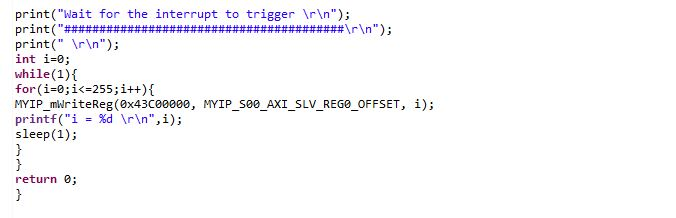 print("Wait for the interrupt to trigger \r\n");
print("########################################\r\n");
print(" \r\n");
int i=0;
while(1){
for(i=0;i<=255;i++){
MYIP_mWriteReg(0x43C00000, MYIP_S00_AXI_SLV_REG0_OFFSET, i);
printf("i = %d \r\n",i);
sleep(1);
}
}
return 0;
}